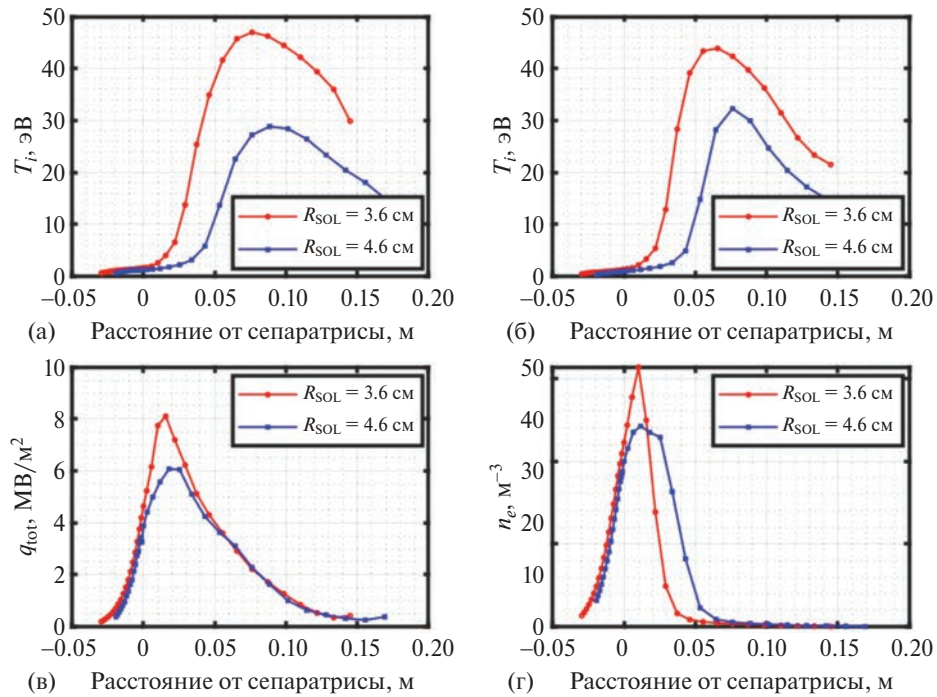 50
40
30
20
10
0
T_i, эВ
R_SOL = 3.6 см
R_SOL = 4.6 см
−0.05 0 0.05 0.10 0.15 0.20
(а) Расстояние от сепаратрисы, м
50
40
30
20
10
0
T_i, эВ
R_SOL = 3.6 см
R_SOL = 4.6 см
−0.05 0 0.05 0.10 0.15 0.20
(б) Расстояние от сепаратрисы, м
10
8
6
4
2
0
q_tot, МВ/м²
R_SOL = 3.6 см
R_SOL = 4.6 см
−0.05 0 0.05 0.10 0.15 0.20
(в) Расстояние от сепаратрисы, м
50
40
30
20
10
0
n_e, м⁻³
R_SOL = 3.6 см
R_SOL = 4.6 см
−0.05 0 0.05 0.10 0.15 0.20
(г) Расстояние от сепаратрисы, м